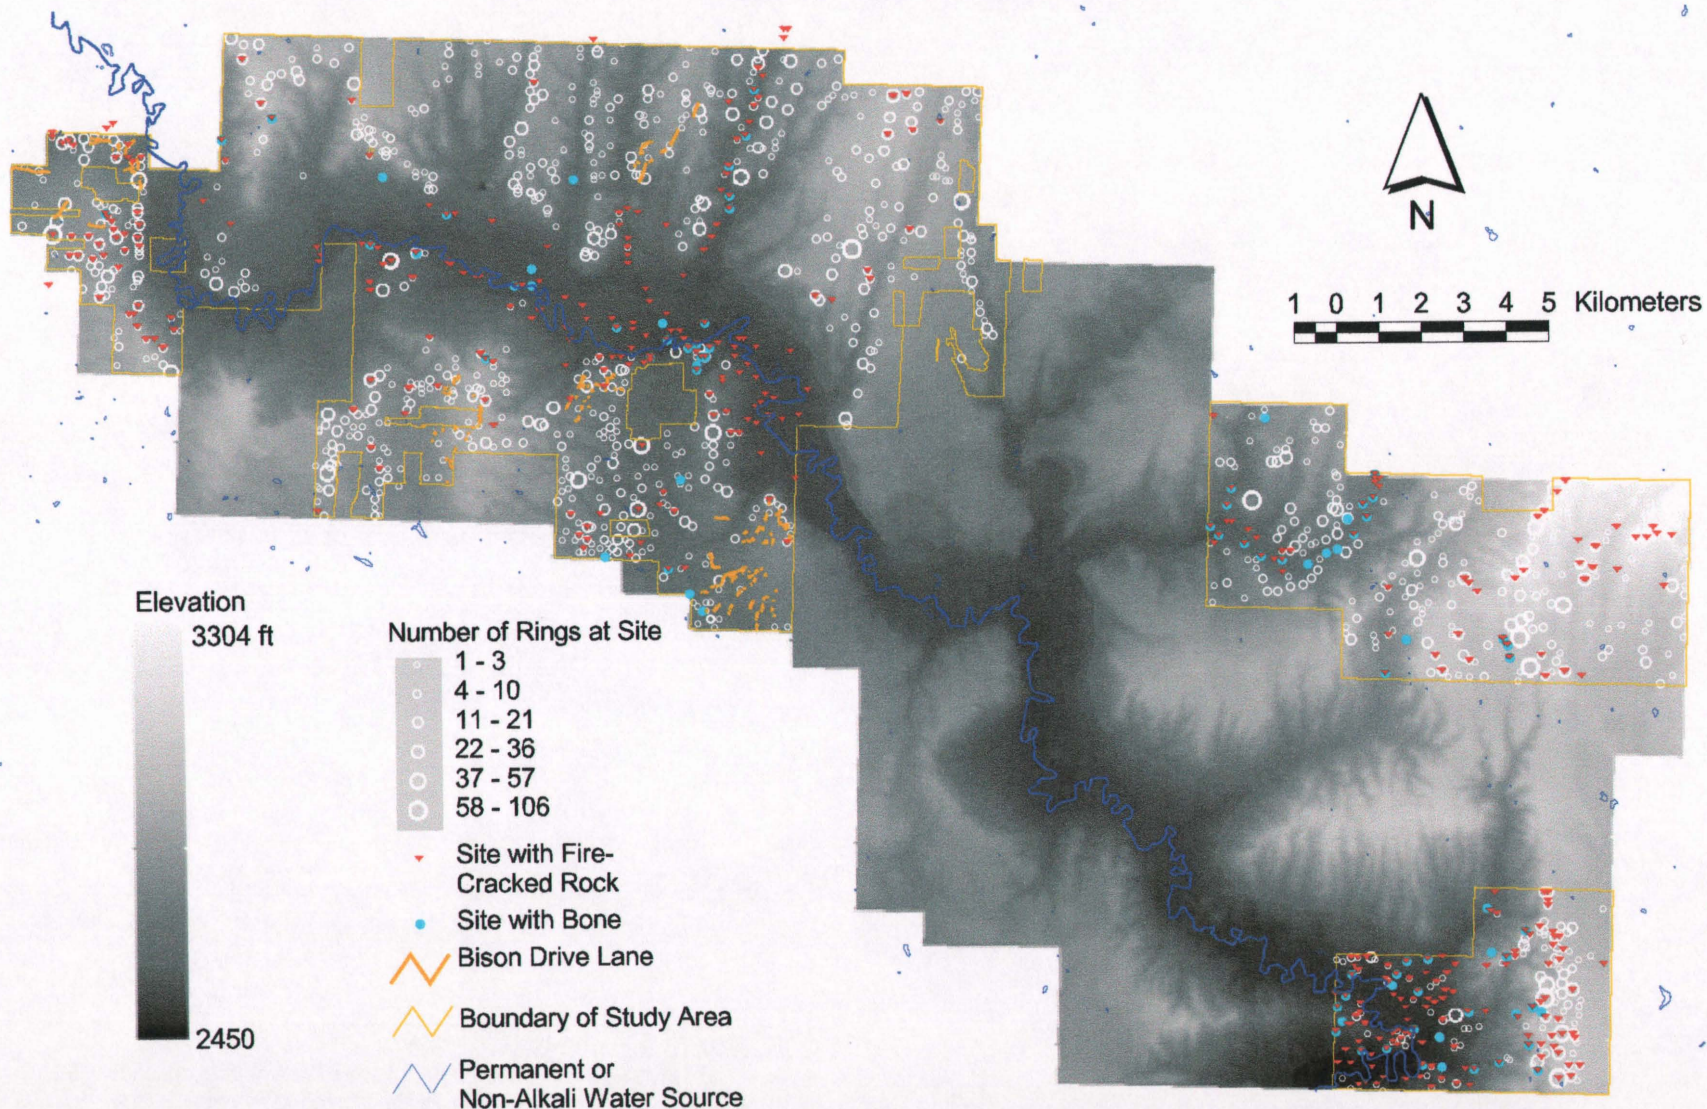 N
1 0 1 2 3 4 5 Kilometers
Elevation
3304 ft
2450
Number of Rings at Site
1 - 3
4 - 10
11 - 21
22 - 36
37 - 57
58 - 106
Site with Fire-
Cracked Rock
Site with Bone
Bison Drive Lane
Boundary of Study Area
Permanent or
Non-Alkali Water Source